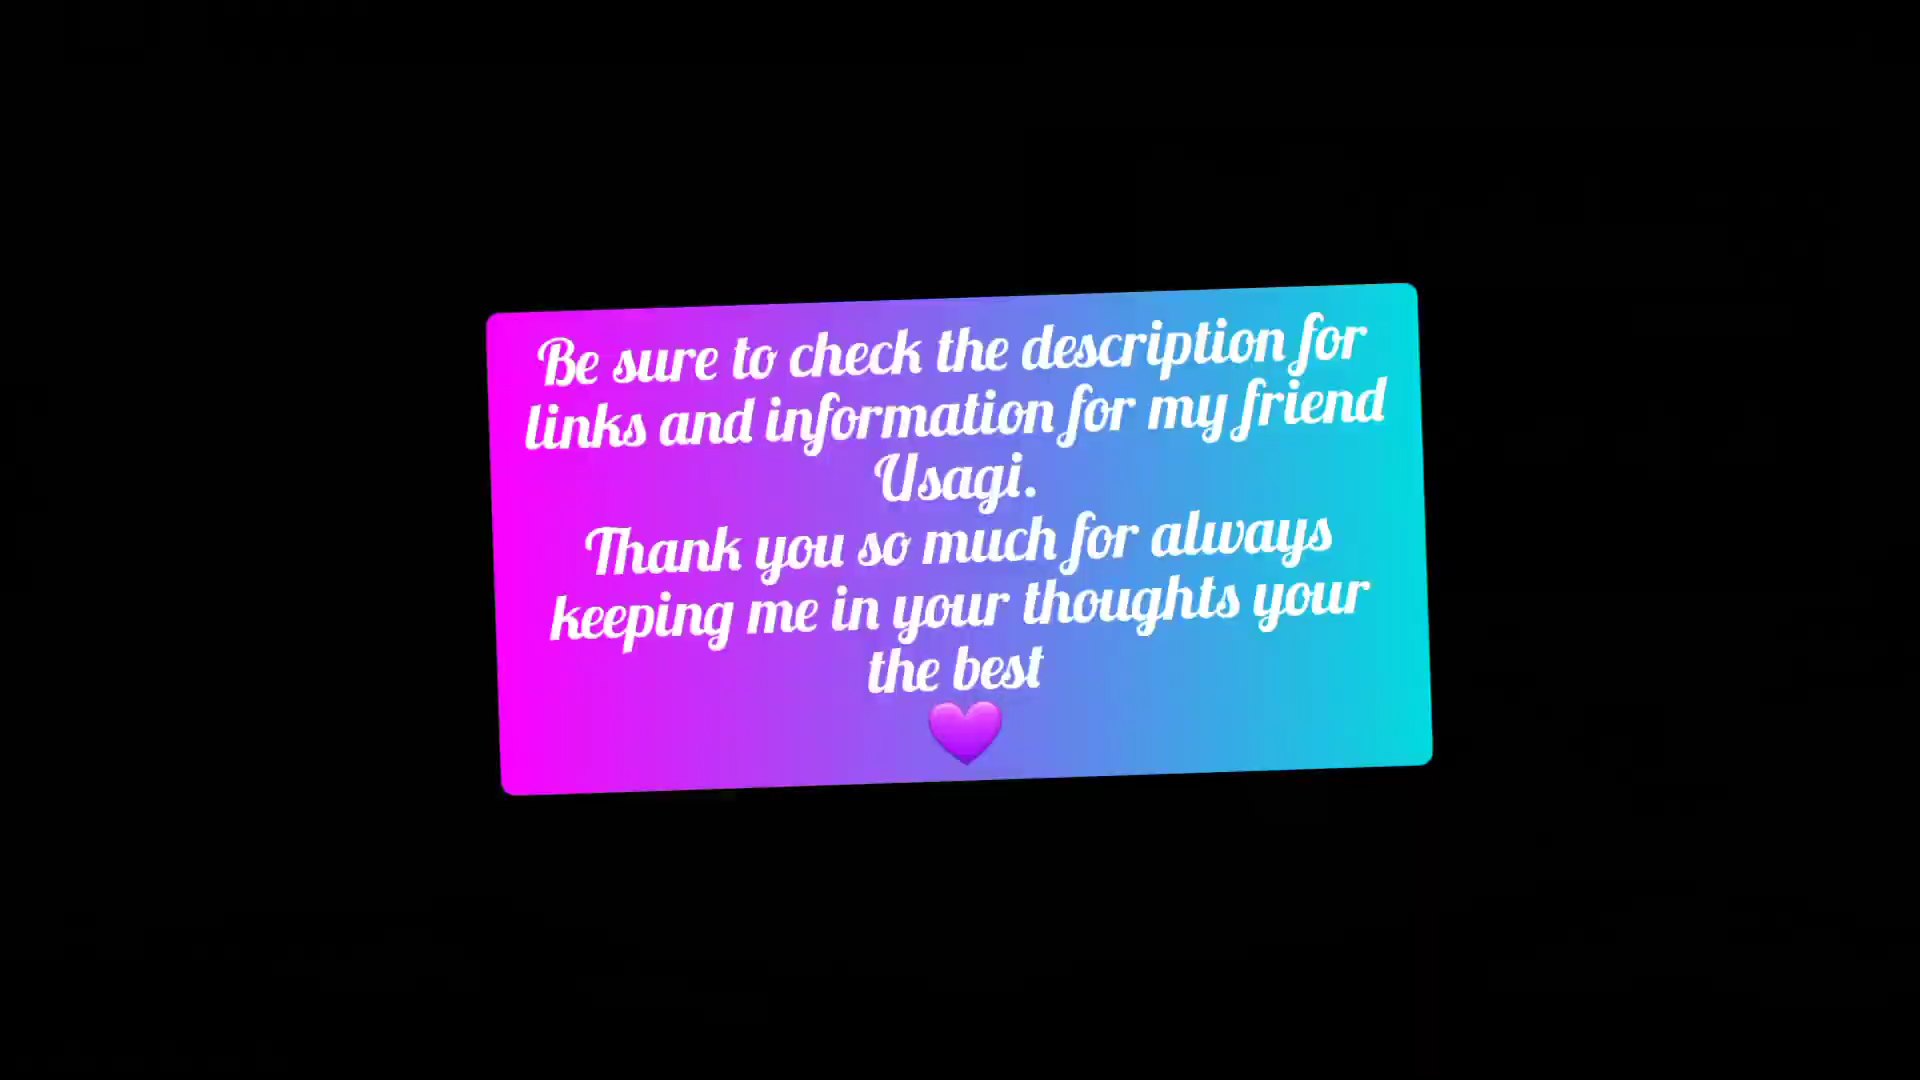 Be sure to check the description for
links and information for my friend
Usagi.
Thank you so much for always
keeping me in your thoughts your
the best
💜